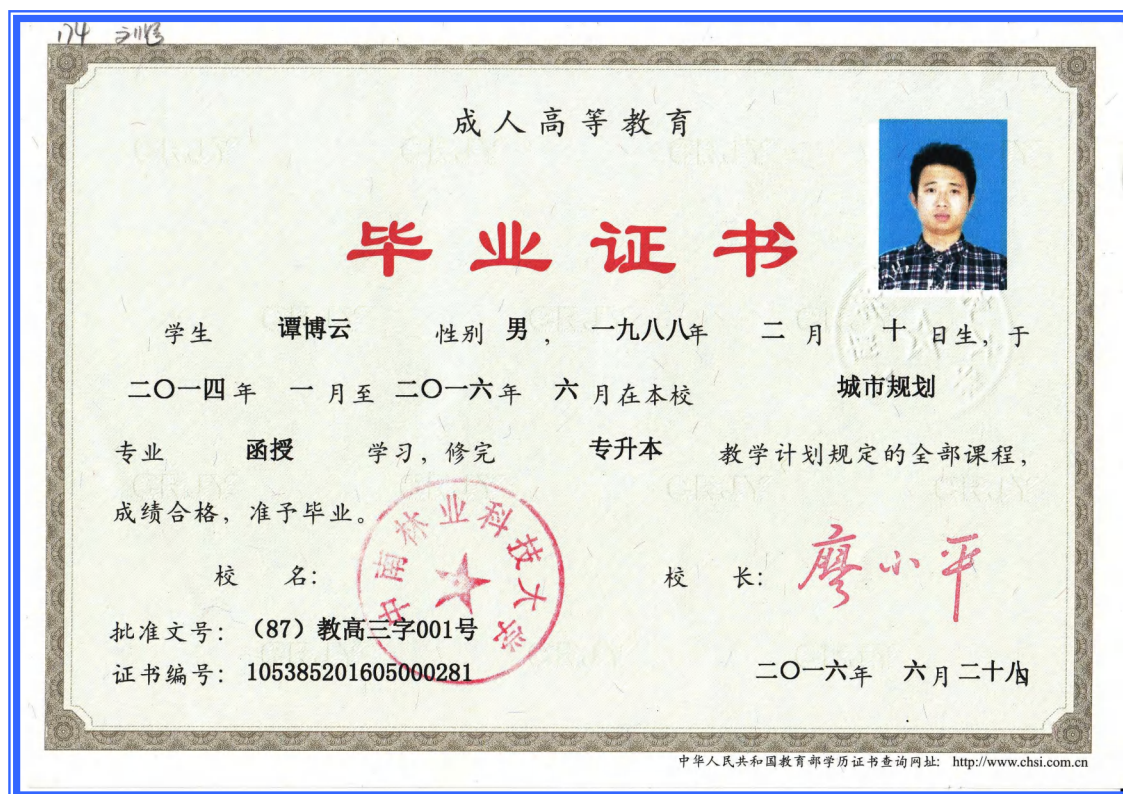 174
成人高等教育
毕业证书
学生 谭博云 性别 男， 一九八八年 二月 十日生，于
二〇一四年 一月至 二〇一六年 六月在本校 城市规划
专业 函授 学习，修完 专升本 教学计划规定的全部课程，
成绩合格，准予毕业。
中南林业科技大学
校 名： 校 长： 廖小平
批准文号：（87）教高三字001号
证书编号：105385201605000281 二〇一六年 六月二十八日
中华人民共和国教育部学历证书查询网址: http://www.chsi.com.cn